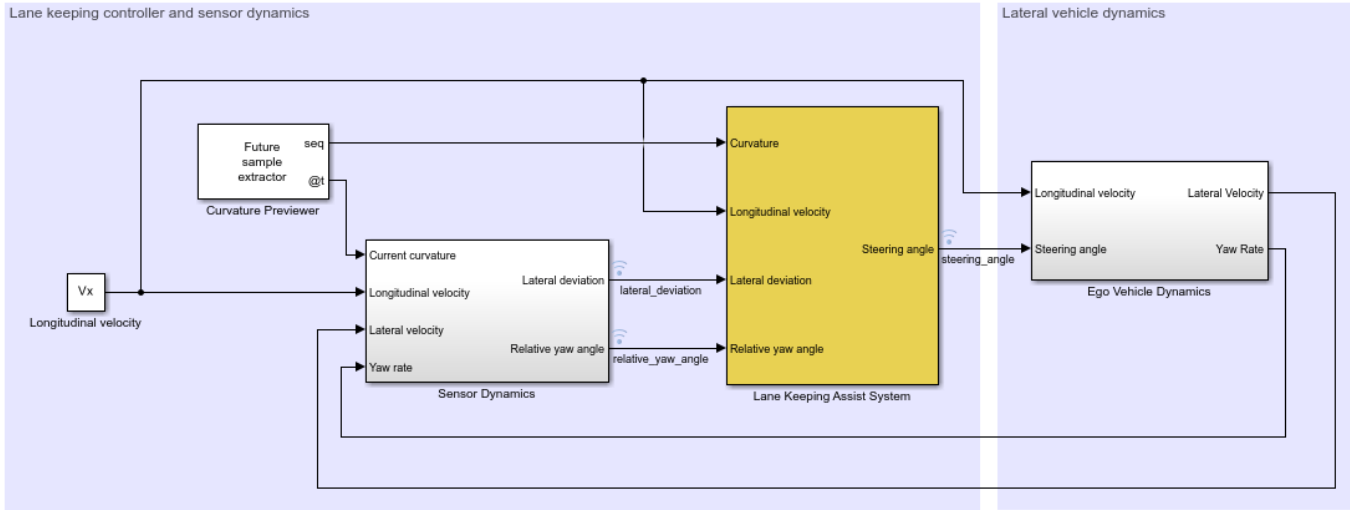 Lane keeping controller and sensor dynamics
Lateral vehicle dynamics
Future
sample
extractor
seq
@t
Curvature Previewer
Vx
Longitudinal velocity
Current curvature
Longitudinal velocity
Lateral velocity
Yaw rate
Lateral deviation
Relative yaw angle
Sensor Dynamics
lateral_deviation
relative_yaw_angle
Curvature
Longitudinal velocity
Lateral deviation
Relative yaw angle
Steering angle
Lane Keeping Assist System
steering_angle
Longitudinal velocity
Steering angle
Lateral Velocity
Yaw Rate
Ego Vehicle Dynamics